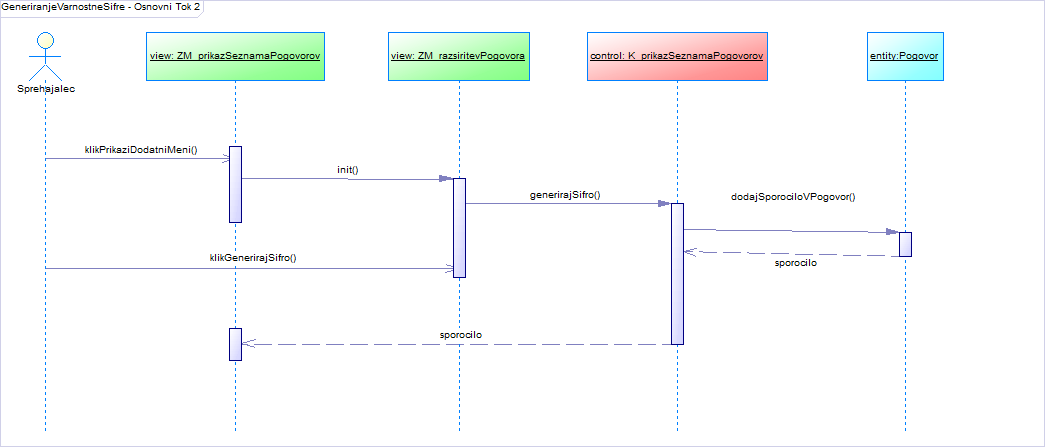 GeneriranjeVarnostneSifre - Osnovni Tok 2
view: ZM_prikazSeznamaPogovorov
view: ZM_razsiritevPogovora
control: K_prikazSeznamaPogovorov
entity:Pogovor
Sprehajalec
klikPrikaziDodatniMeni()
init()
generirajSifro()
dodajSporociloVPogovor()
klikGenerirajSifro()
sporocilo
sporocilo